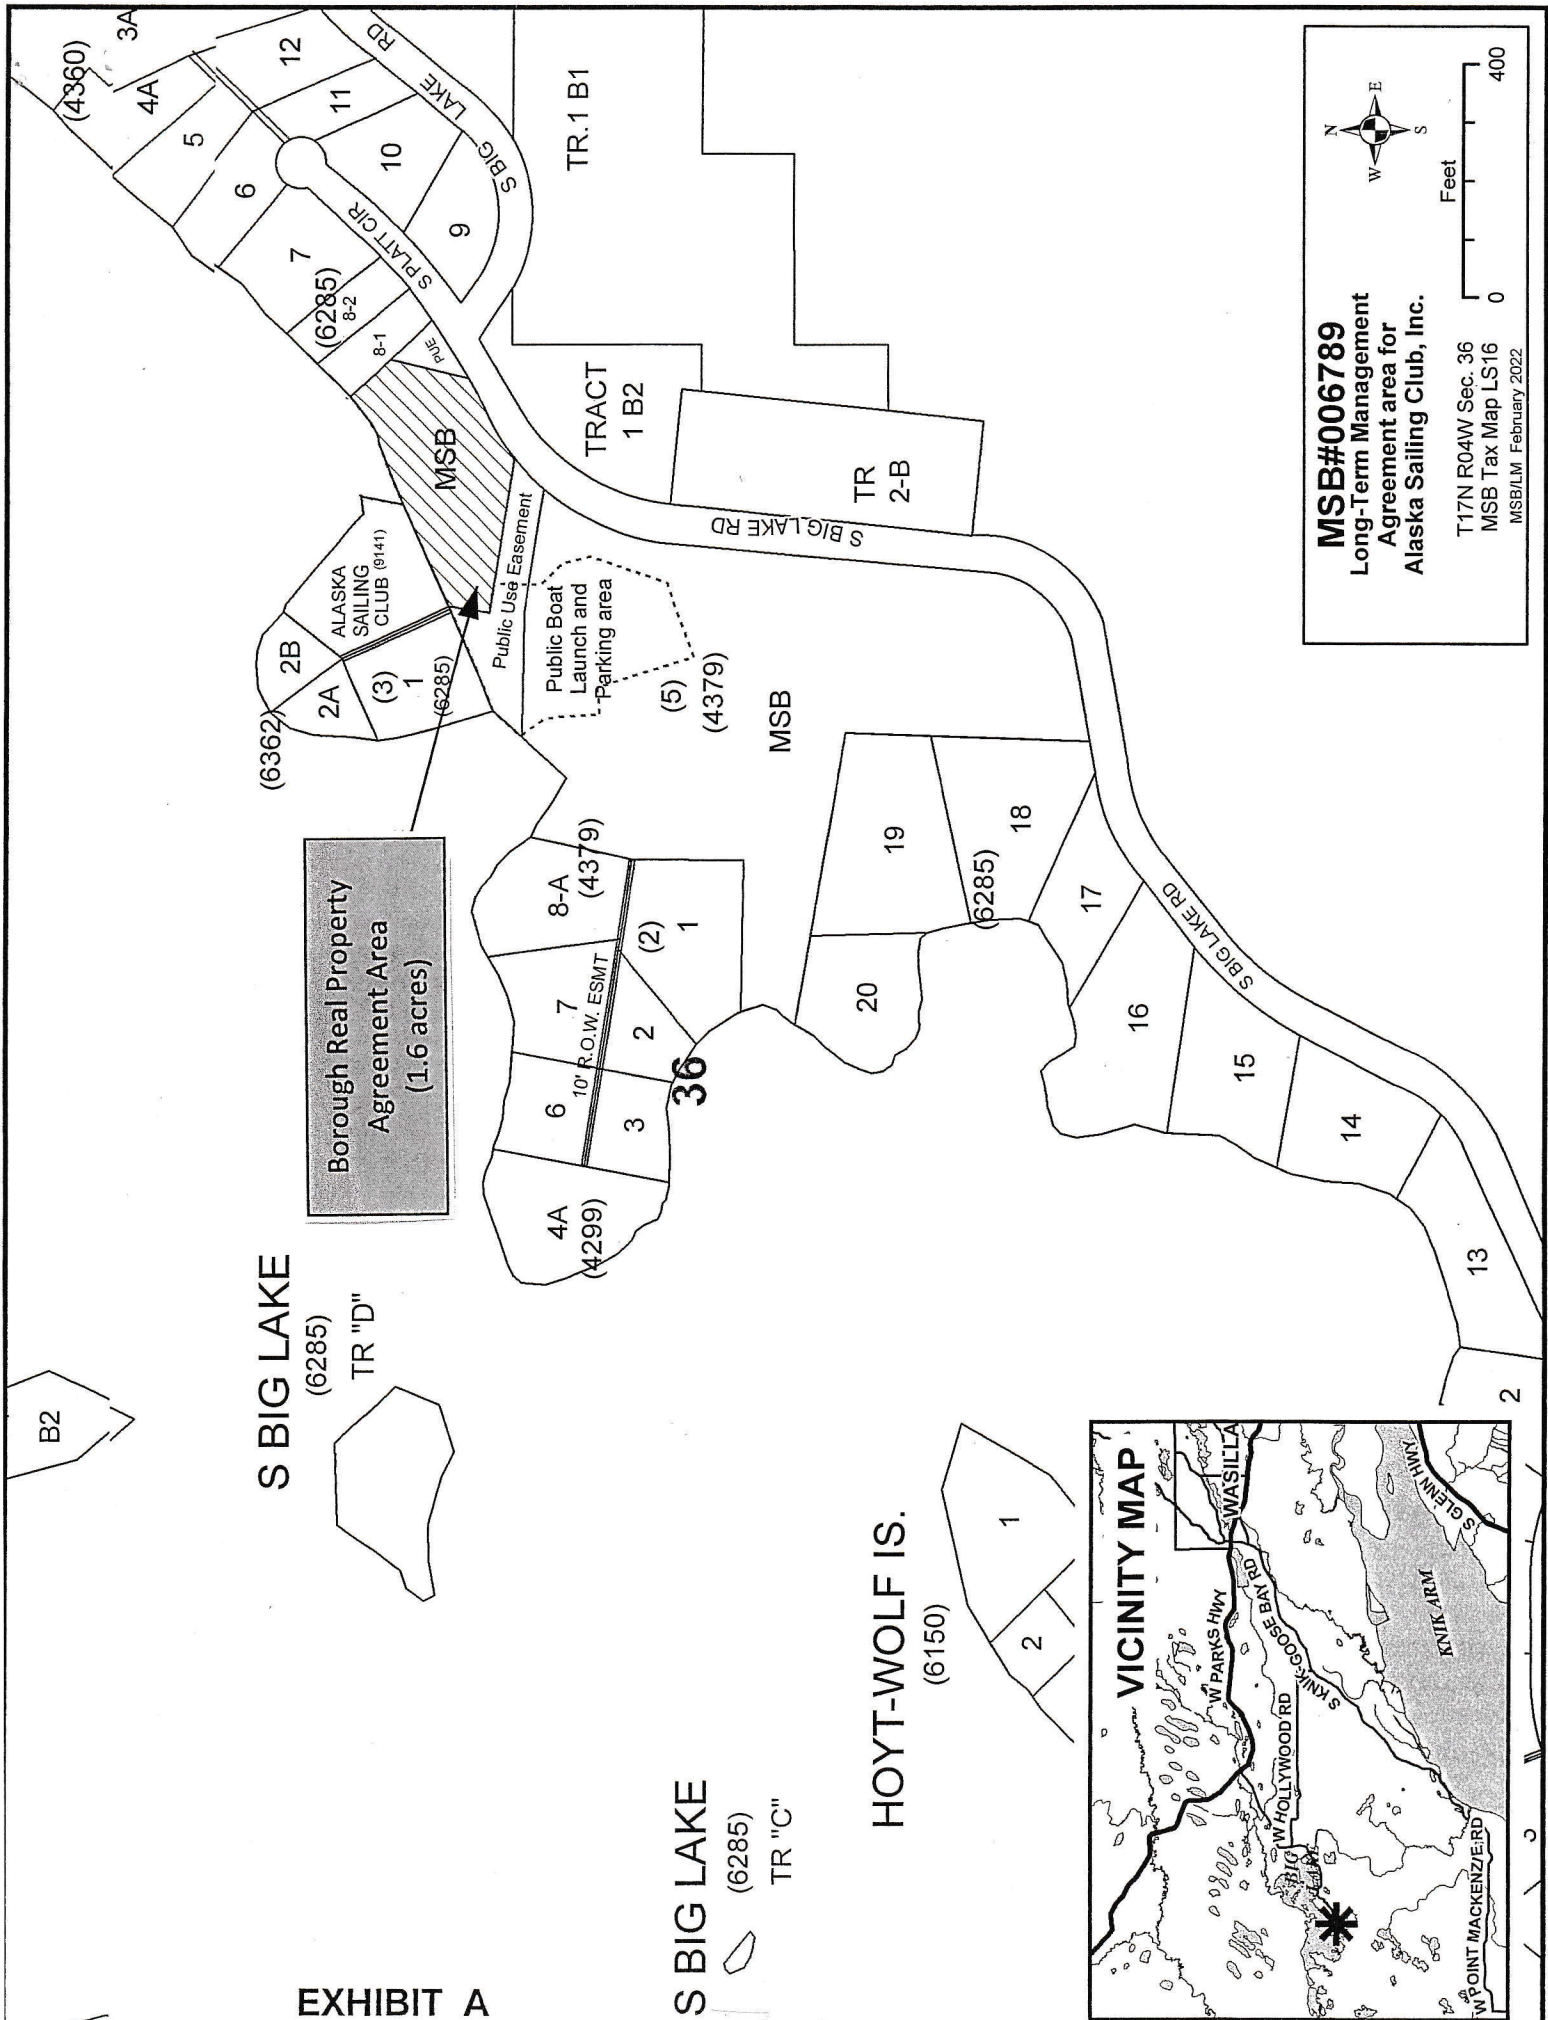 EXHIBIT A
B2
S BIG LAKE
(6285)
TR "D"
S BIG LAKE
(6285)
TR "C"
HOYT-WOLF IS.
(6150)
1
2
Borough Real Property
Agreement Area
(1.6 acres)
(4360)
3A
4A
5
6
7
(6285)
8-2
8-1
PUE
12
11
10
9
S PLATT CIR
S BIG LAKE RD
TR.1 B1
TRACT
1 B2
TR
2-B
MSB
(6362)
2B
2A
(3)
1
(6285)
ALASKA
SAILING
CLUB (9141)
Public Use Easement
Public Boat
Launch and
Parking area
(5)
(4379)
MSB
S BIG LAKE RD
8-A
(4379)
7
6
10' R.O.W. ESMT
4A
(4299)
(2)
1
2
3
36
19
18
(6285)
20
17
16
15
14
13
2
S BIG LAKE RD
VICINITY MAP
W PARKS HWY
WASILLA
W HOLLYWOOD RD
S KNIK-GOOSE BAY RD
BIG
LAKE
KNIK ARM
S GLENN HWY
W POINT MACKENZIE RD
MSB#006789
Long-Term Management
Agreement area for
Alaska Sailing Club, Inc.
T17N R04W Sec. 36
MSB Tax Map LS16
MSB/LM February 2022
N
W
E
S
Feet
0
400